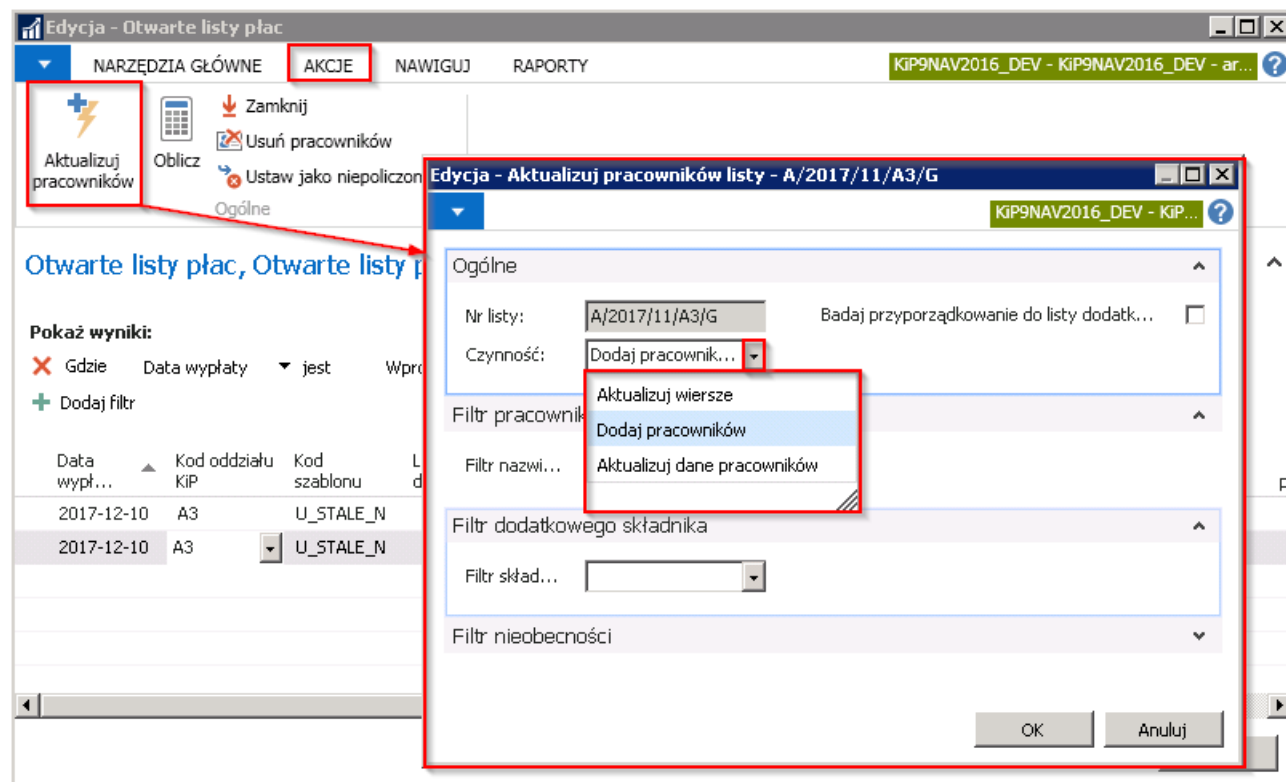 Edycja - Otwarte listy płac
NARZĘDZIA GŁÓWNE AKCJE NAWIGUJ RAPORTY KiP9NAV2016_DEV - KiP9NAV2016_DEV - ar...
Aktualizuj pracowników
Oblicz
Zamknij
Usuń pracowników
Ustaw jako niepoliczon
Ogólne
Otwarte listy płac, Otwarte listy p
Pokaż wyniki:
Gdzie Data wypłaty jest Wpro
Dodaj filtr
Data wypł... Kod oddziału KiP Kod szablonu L d
2017-12-10 A3 U_STALE_N
2017-12-10 A3 U_STALE_N
Edycja - Aktualizuj pracowników listy - A/2017/11/A3/G
KiP9NAV2016_DEV - KiP...
Ogólne
Nr listy: A/2017/11/A3/G Badaj przyporządkowanie do listy dodatk...
Czynność: Dodaj pracownik...
Aktualizuj wiersze
Dodaj pracowników
Aktualizuj dane pracowników
Filtr pracownik
Filtr nazwi...
Filtr dodatkowego składnika
Filtr skład...
Filtr nieobecności
OK Anuluj